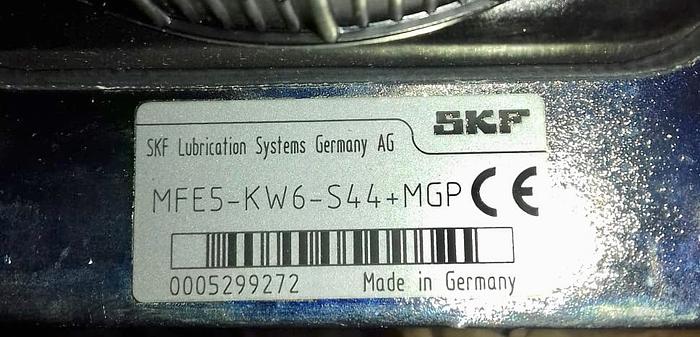 SKF
SKF Lubrication Systems Germany AG
MFE5-KW6-S44+MGP CE
0005299272 Made in Germany